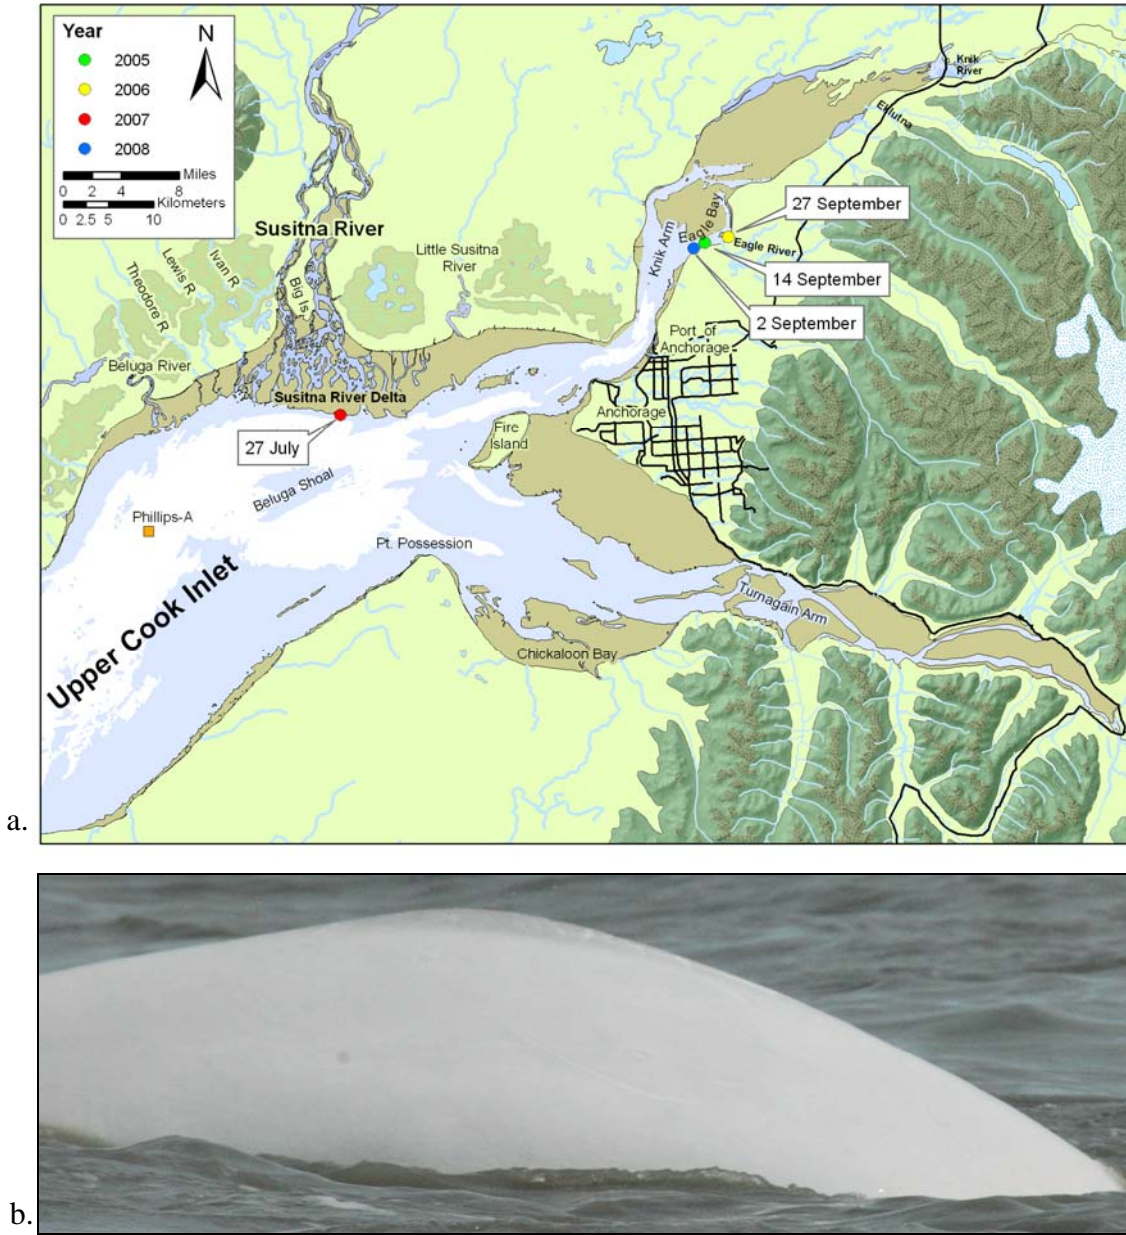 Year
N
2005
2006
2007
2008
Miles
0 2 4 8
Kilometers
0 2.5 5 10
Knik
River
Eklutna
27 September
Eagle Bay
Eagle River
Knik Arm
14 September
2 September
Susitna River
Little Susitna
River
Ivan R
Lewis R
Theodore R
Big Is
Beluga River
Port of
Anchorage
Susitna River Delta
Anchorage
27 July
Fire
Island
Beluga Shoal
Phillips-A
Pt. Possession
Upper Cook Inlet
Turnagain Arm
Chickaloon Bay
a.
b.